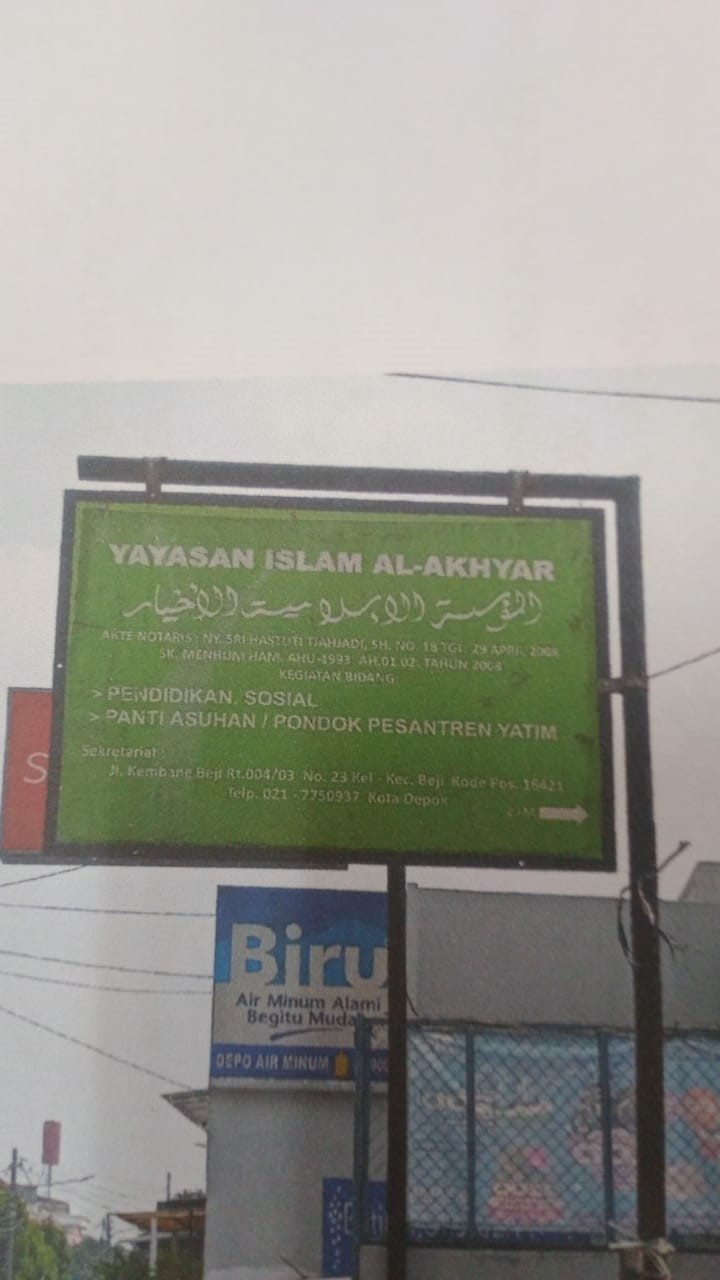 YAYASAN ISLAM AL-AKHYAR
المؤسسة الإسلامية الأخيار
AKTE NOTARIS : NY. SRI HASTUTI TJAHJADI, SH. NO. 18 TGL. 29 APRIL 2008
SK. MENHUM HAM. AHU-1993. AH.01.02. TAHUN 2008
KEGIATAN BIDANG
> PENDIDIKAN. SOSIAL
> PANTI ASUHAN / PONDOK PESANTREN YATIM
Sekretariat :
Jl. Kembang Beji Rt.004/03 No. 23 Kel - Kec. Beji Kode Pos. 16421
Telp. 021 - 7750937 Kota Depok
S
Biru
Air Minum Alami
Begitu Muda
DEPO AIR MINUM